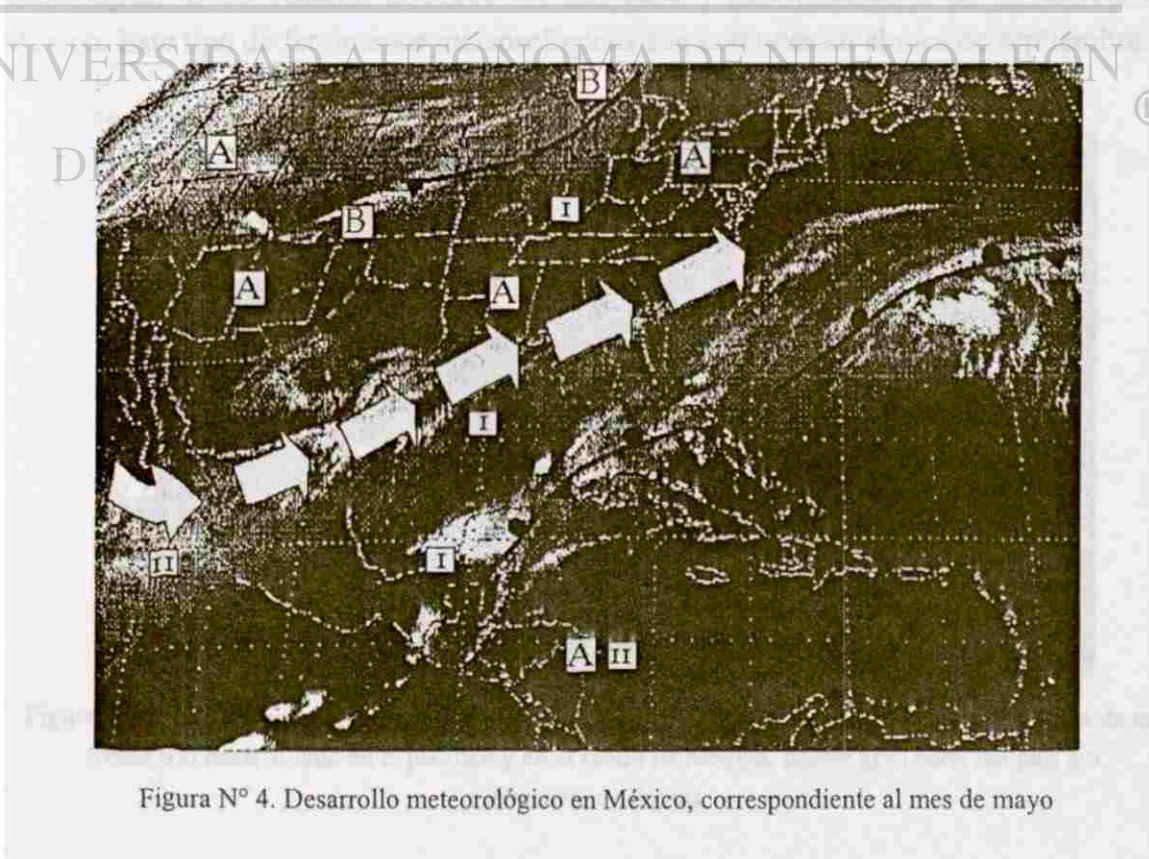 UNIVERSIDAD AUTÓNOMA DE NUEVO LEÓN
®
B
A
A
I
B
A
A
I
II
I
A II
Figura N° 4. Desarrollo meteorológico en México, correspondiente al mes de mayo